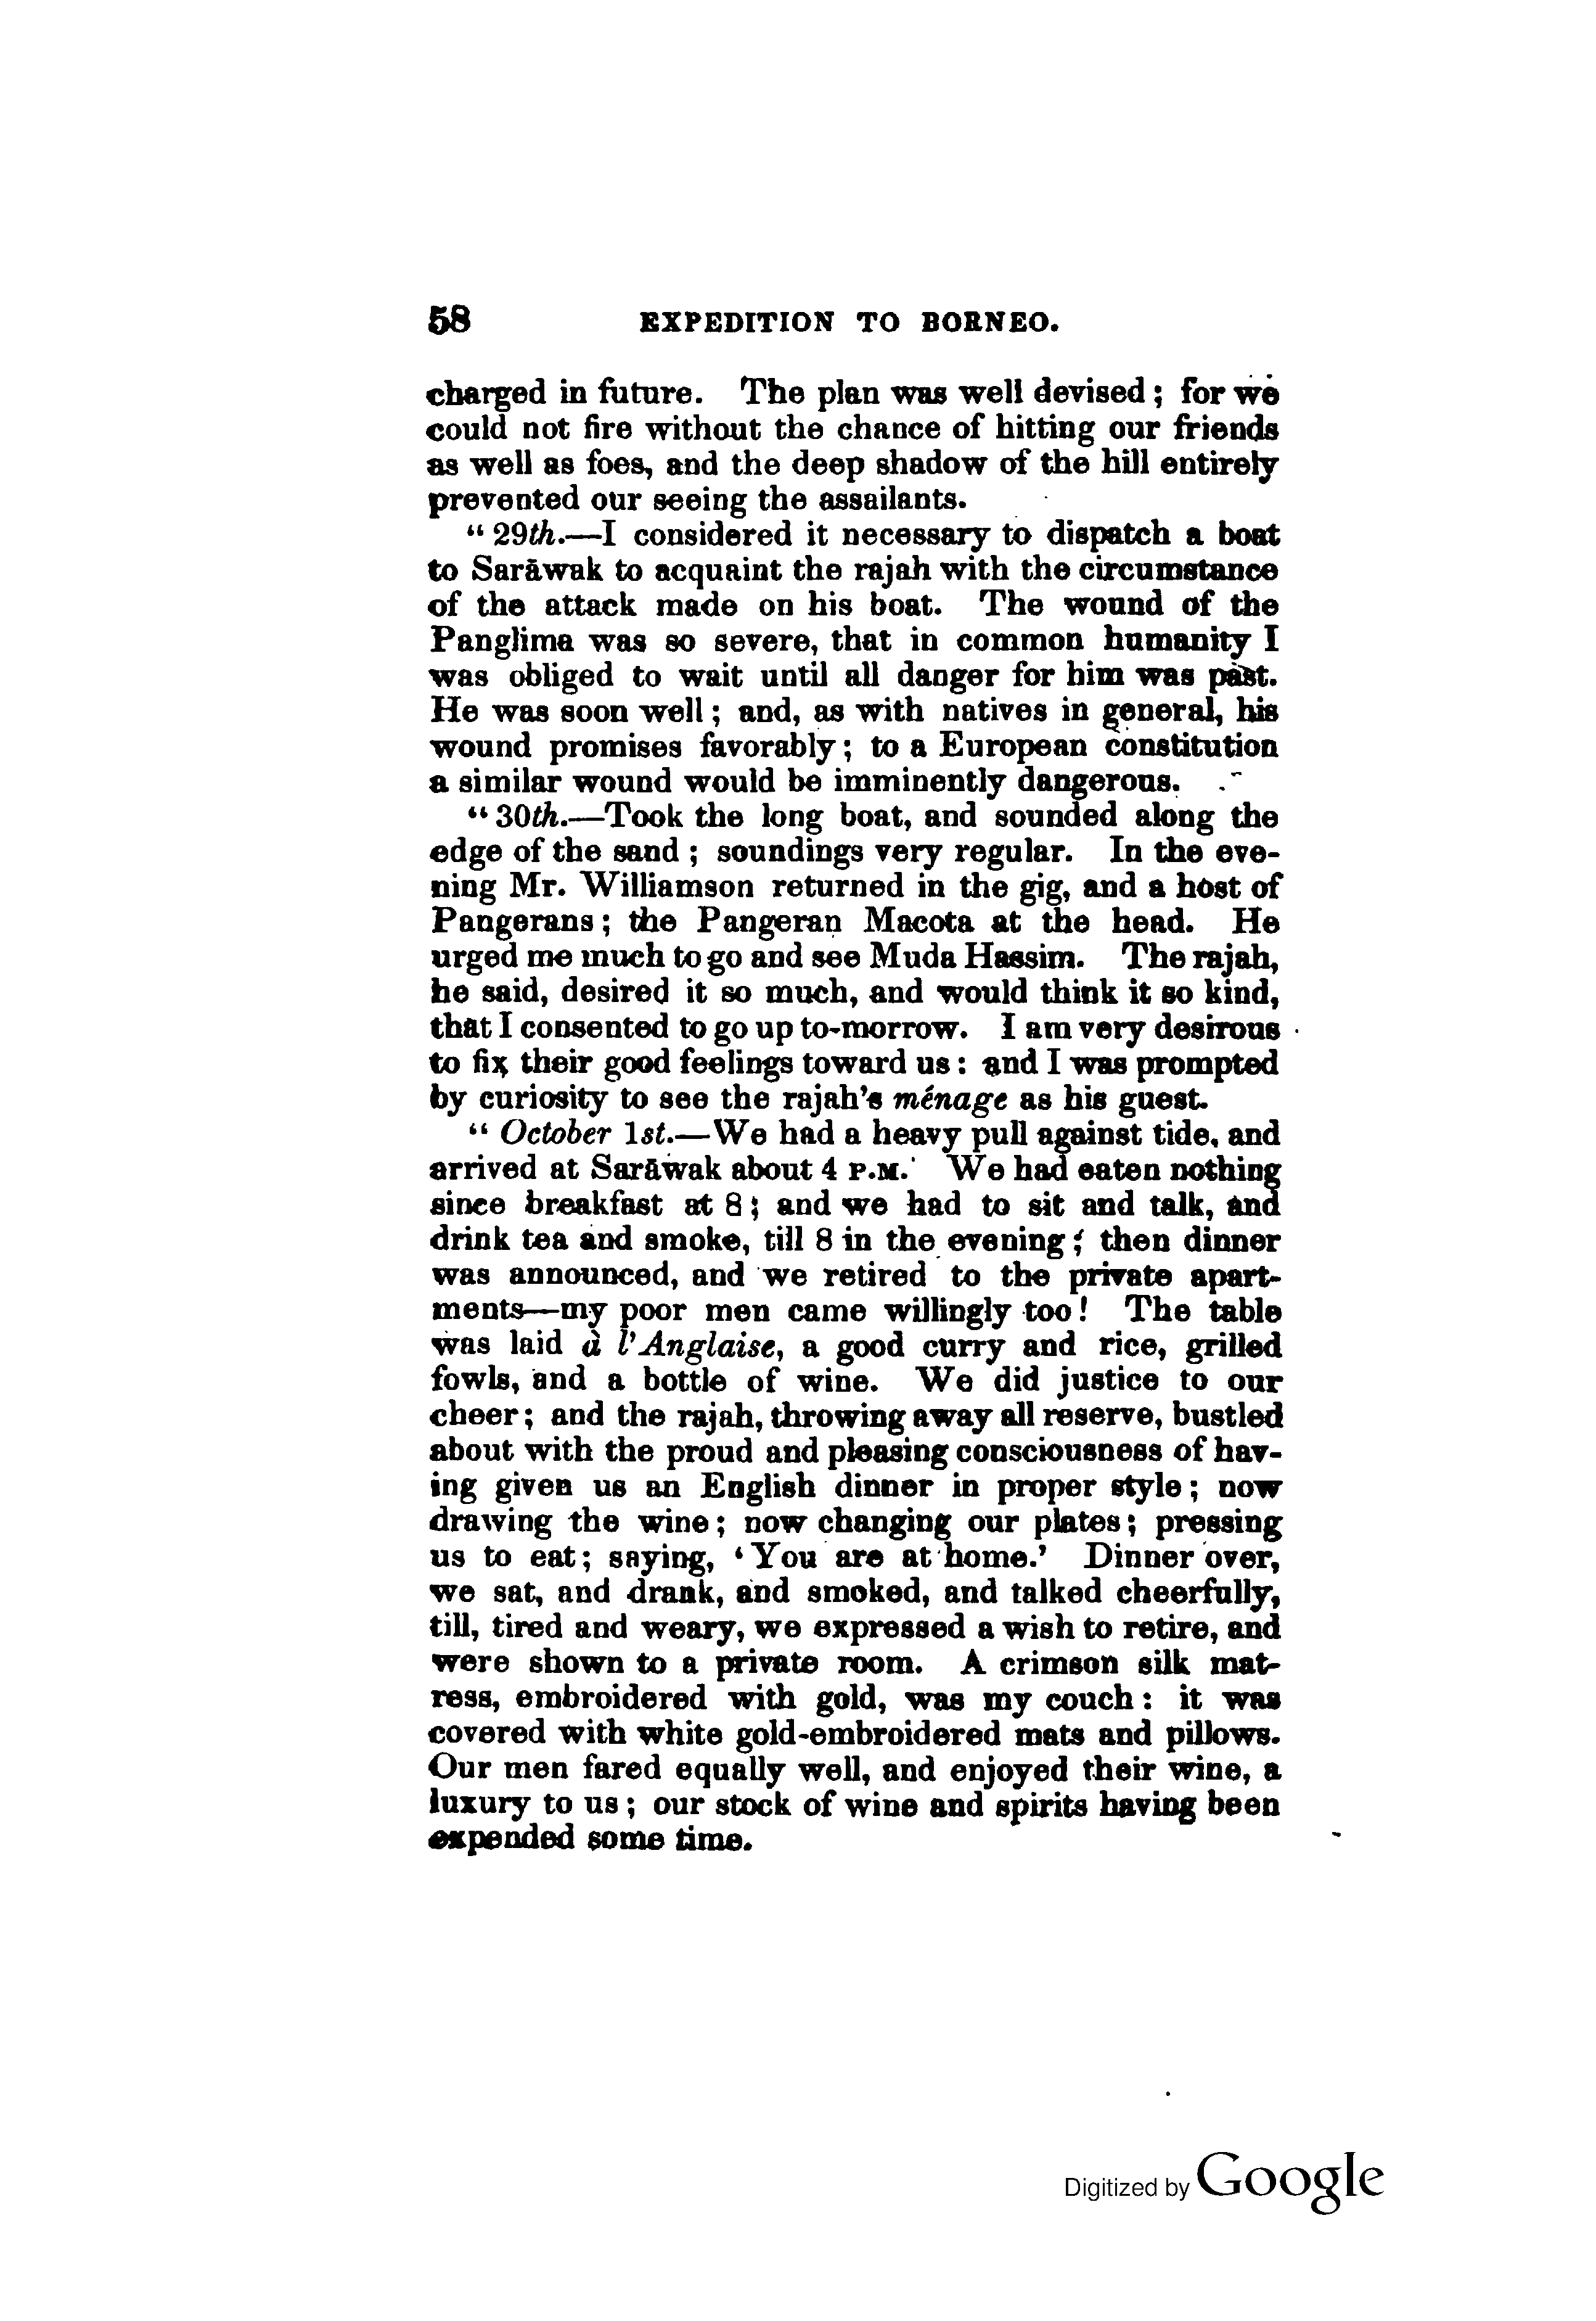 58 EXPEDITION TO BORNEO.
charged in future. The plan was well devised; for we
could not fire without the chance of hitting our friends
as well as foes, and the deep shadow of the hill entirely
prevented our seeing the assailants.
“29th.—I considered it necessary to dispatch a boat
to Sarāwak to acquaint the rajah with the circumstance
of the attack made on his boat. The wound of the
Panglima was so severe, that in common humanity I
was obliged to wait until all danger for him was past.
He was soon well; and, as with natives in general, his
wound promises favorably; to a European constitution
a similar wound would be imminently dangerous.
“30th.—Took the long boat, and sounded along the
edge of the sand; soundings very regular. In the eve-
ning Mr. Williamson returned in the gig, and a host of
Pangerans; the Pangeran Macota at the head. He
urged me much to go and see Muda Hassim. The rajah,
he said, desired it so much, and would think it so kind,
that I consented to go up to-morrow. I am very desirous
to fix their good feelings toward us: and I was prompted
by curiosity to see the rajah's ménage as his guest.
“October 1st.—We had a heavy pull against tide, and
arrived at Sarāwak about 4 P.M. We had eaten nothing
since breakfast at 8; and we had to sit and talk, and
drink tea and smoke, till 8 in the evening; then dinner
was announced, and we retired to the private apart-
ments—my poor men came willingly too! The table
was laid à l'Anglaise, a good curry and rice, grilled
fowls, and a bottle of wine. We did justice to our
cheer; and the rajah, throwing away all reserve, bustled
about with the proud and pleasing consciousness of hav-
ing given us an English dinner in proper style; now
drawing the wine; now changing our plates; pressing
us to eat; saying, ‘You are at home.’ Dinner over,
we sat, and drank, and smoked, and talked cheerfully,
till, tired and weary, we expressed a wish to retire, and
were shown to a private room. A crimson silk mat-
ress, embroidered with gold, was my couch: it was
covered with white gold-embroidered mats and pillows.
Our men fared equally well, and enjoyed their wine, a
luxury to us; our stock of wine and spirits having been
expended some time.
Digitized by Google